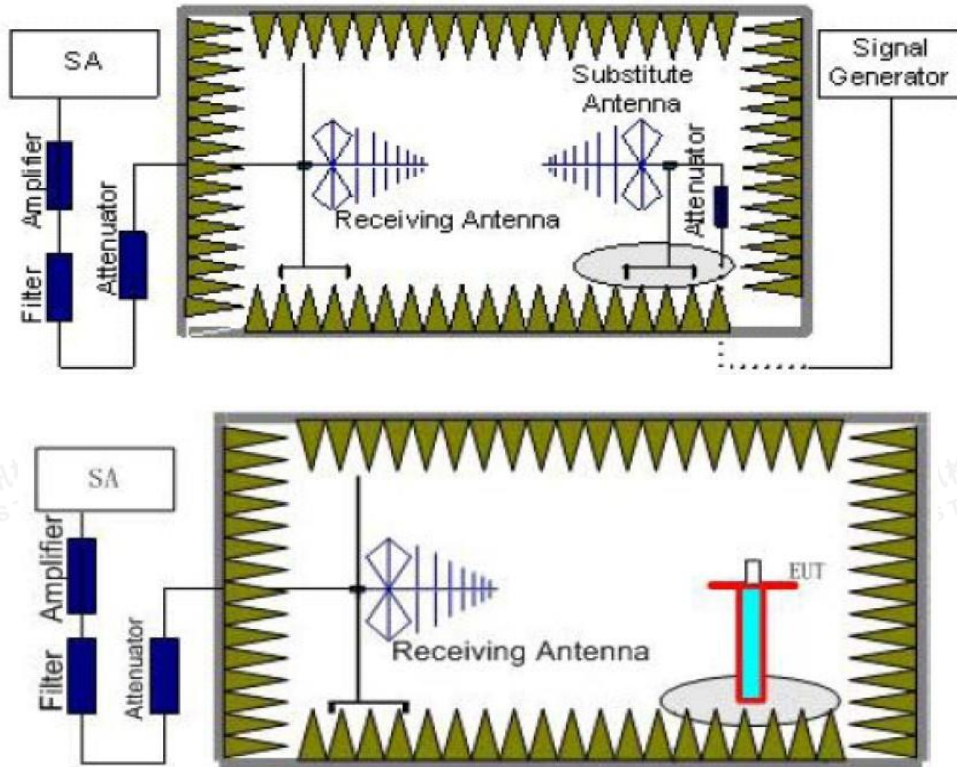 SA
Signal
Generator
Substitute
Antenna
Amplifier
Attenuator
Attenuator
Receiving Antenna
Filter
SA
EUT
Amplifier
Receiving Antenna
Filter
Attenuator